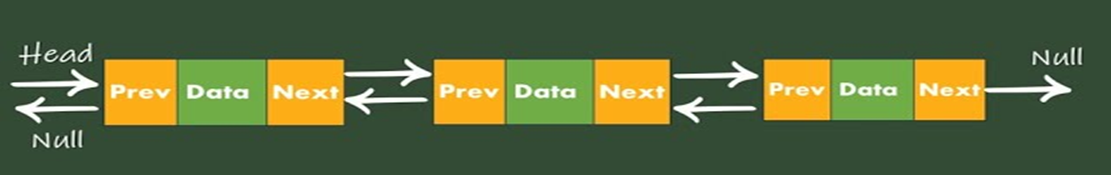 Head
Null
Prev Data Next
Prev Data Next
Prev Data Next
Null